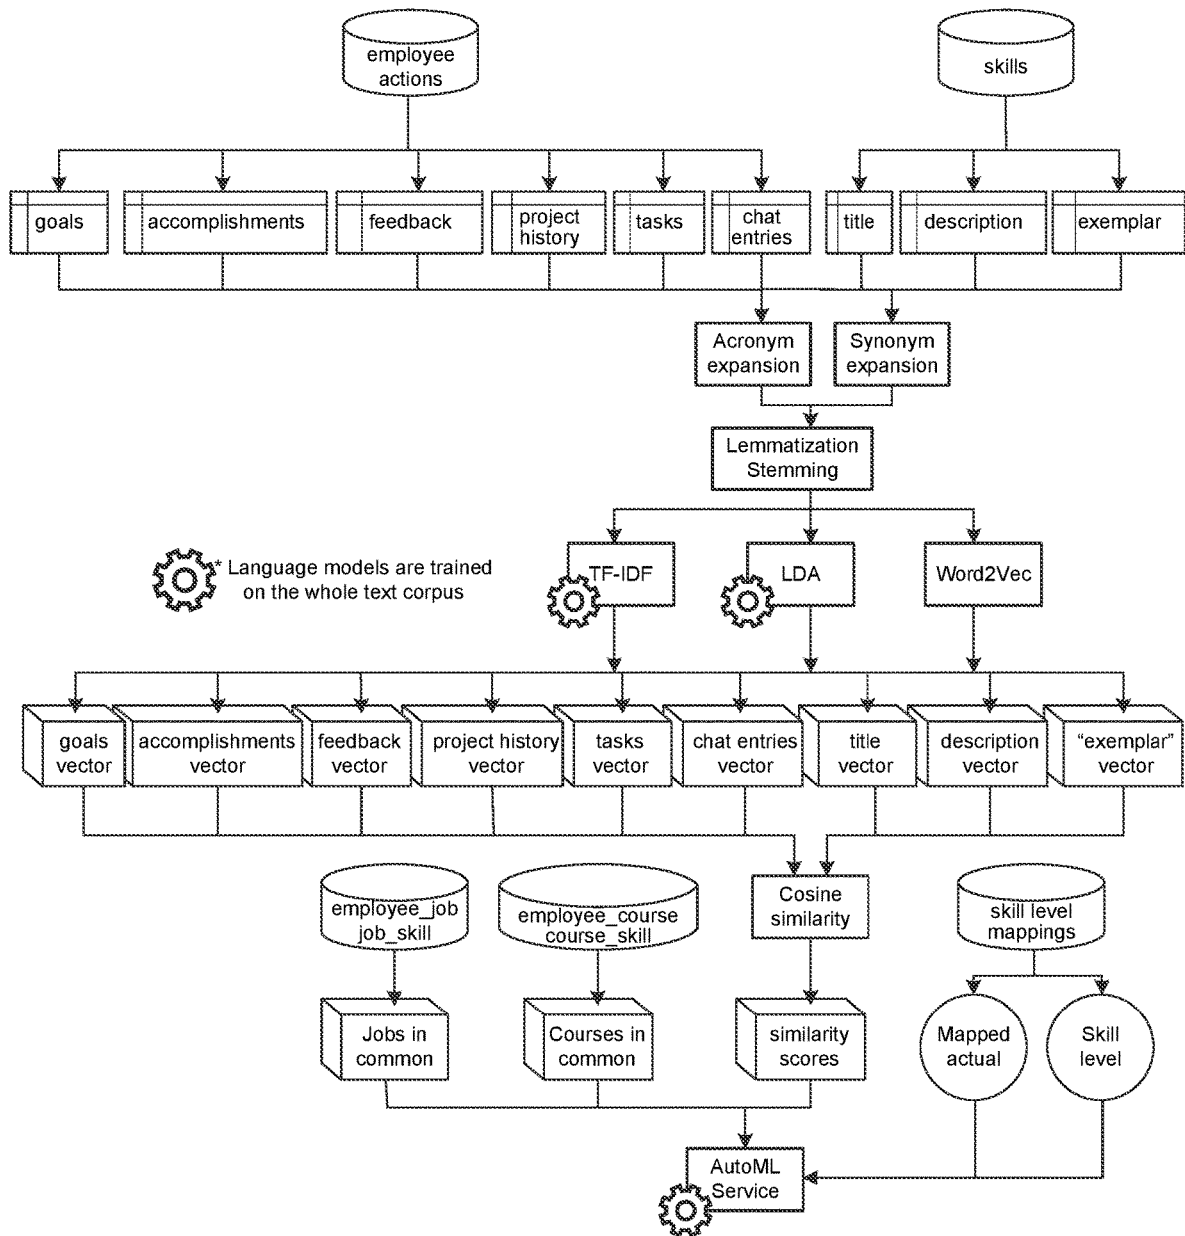 employee
actions
skills
goals
accomplishments
feedback
project
history
tasks
chat
entries
title
description
exemplar
Acronym
expansion
Synonym
expansion
Lemmatization
Stemming
* Language models are trained
on the whole text corpus
TF-IDF
LDA
Word2Vec
goals
vector
accomplishments
vector
feedback
vector
project history
vector
tasks
vector
chat entries
vector
title
vector
description
vector
“exemplar”
vector
employee_job
job_skill
employee_course
course_skill
Cosine
similarity
skill level
mappings
Jobs in
common
Courses in
common
similarity
scores
Mapped
actual
Skill
level
AutoML
Service